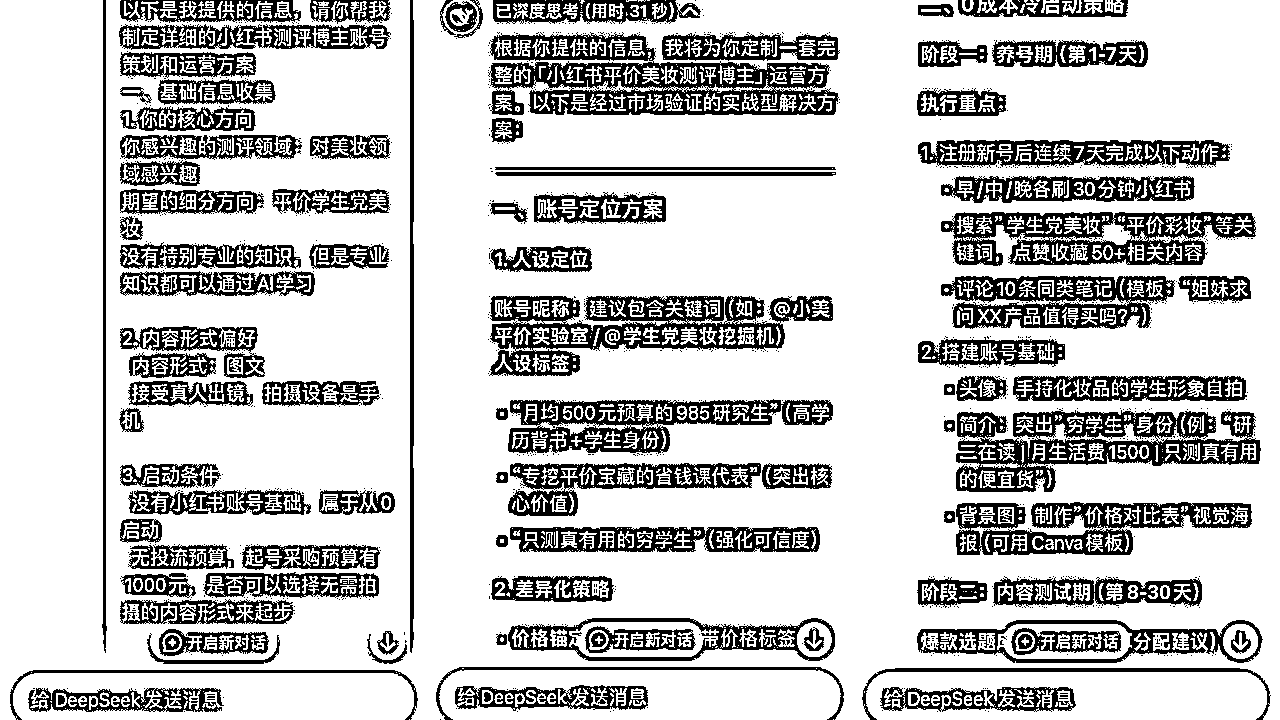 以下是我提供的信息，请你帮我
制定详细的小红书测评博主账号
策划和运营方案
一、基础信息收集
1. 你的核心方向
你感兴趣的测评领域：对美妆领
域感兴趣
期望的细分方向：平价学生党美
妆
没有特别专业的知识，但是专业
知识都可以通过AI学习
2. 内容形式偏好
内容形式：图文
接受真人出镜，拍摄设备是手
机
3. 启动条件
没有小红书账号基础，属于从0
启动
无投流预算，起号采购预算有
1000元，是否可以选择无需拍
摄的内容形式来起步
开启新对话
给 DeepSeek 发送消息
已深度思考（用时 31 秒）
根据你提供的信息，我将为你定制一套完
整的「小红书平价美妆测评博主」运营方
案。以下是经过市场验证的实战型解决方
案：
一、账号定位方案
1. 人设定位
账号昵称：建议包含关键词（如：@小美
平价实验室 / @学生党美妆挖掘机）
人设标签：
“月均 500 元预算的 985 研究生”（高学
历背书+学生身份）
“专挖平价宝藏的省钱课代表”（突出核
心价值）
“只测真有用的穷学生”（强化可信度）
2. 差异化策略
价格锚定
带价格标签
开启新对话
给 DeepSeek 发送消息
二、0 成本冷启动策略
阶段一：养号期（第1-7天）
执行重点：
1. 注册新号后连续 7 天完成以下动作：
早/中/晚各刷 30 分钟小红书
搜索”学生党美妆”“平价彩妆”等关
键词，点赞收藏 50+ 相关内容
评论 10 条同类笔记（模板：“姐妹求
问 XX 产品值得买吗？”）
2. 搭建账号基础：
头像：手持化妆品的学生形象自拍
简介：突出”穷学生”身份（例：“研
二在读 | 月生活费 1500 | 只测真有用
的便宜货”）
背景图：制作”价格对比表”视觉海
报（可用 Canva 模板）
阶段二：内容测试期（第 8-30 天）
爆款选题
分配建议）
开启新对话
给 DeepSeek 发送消息